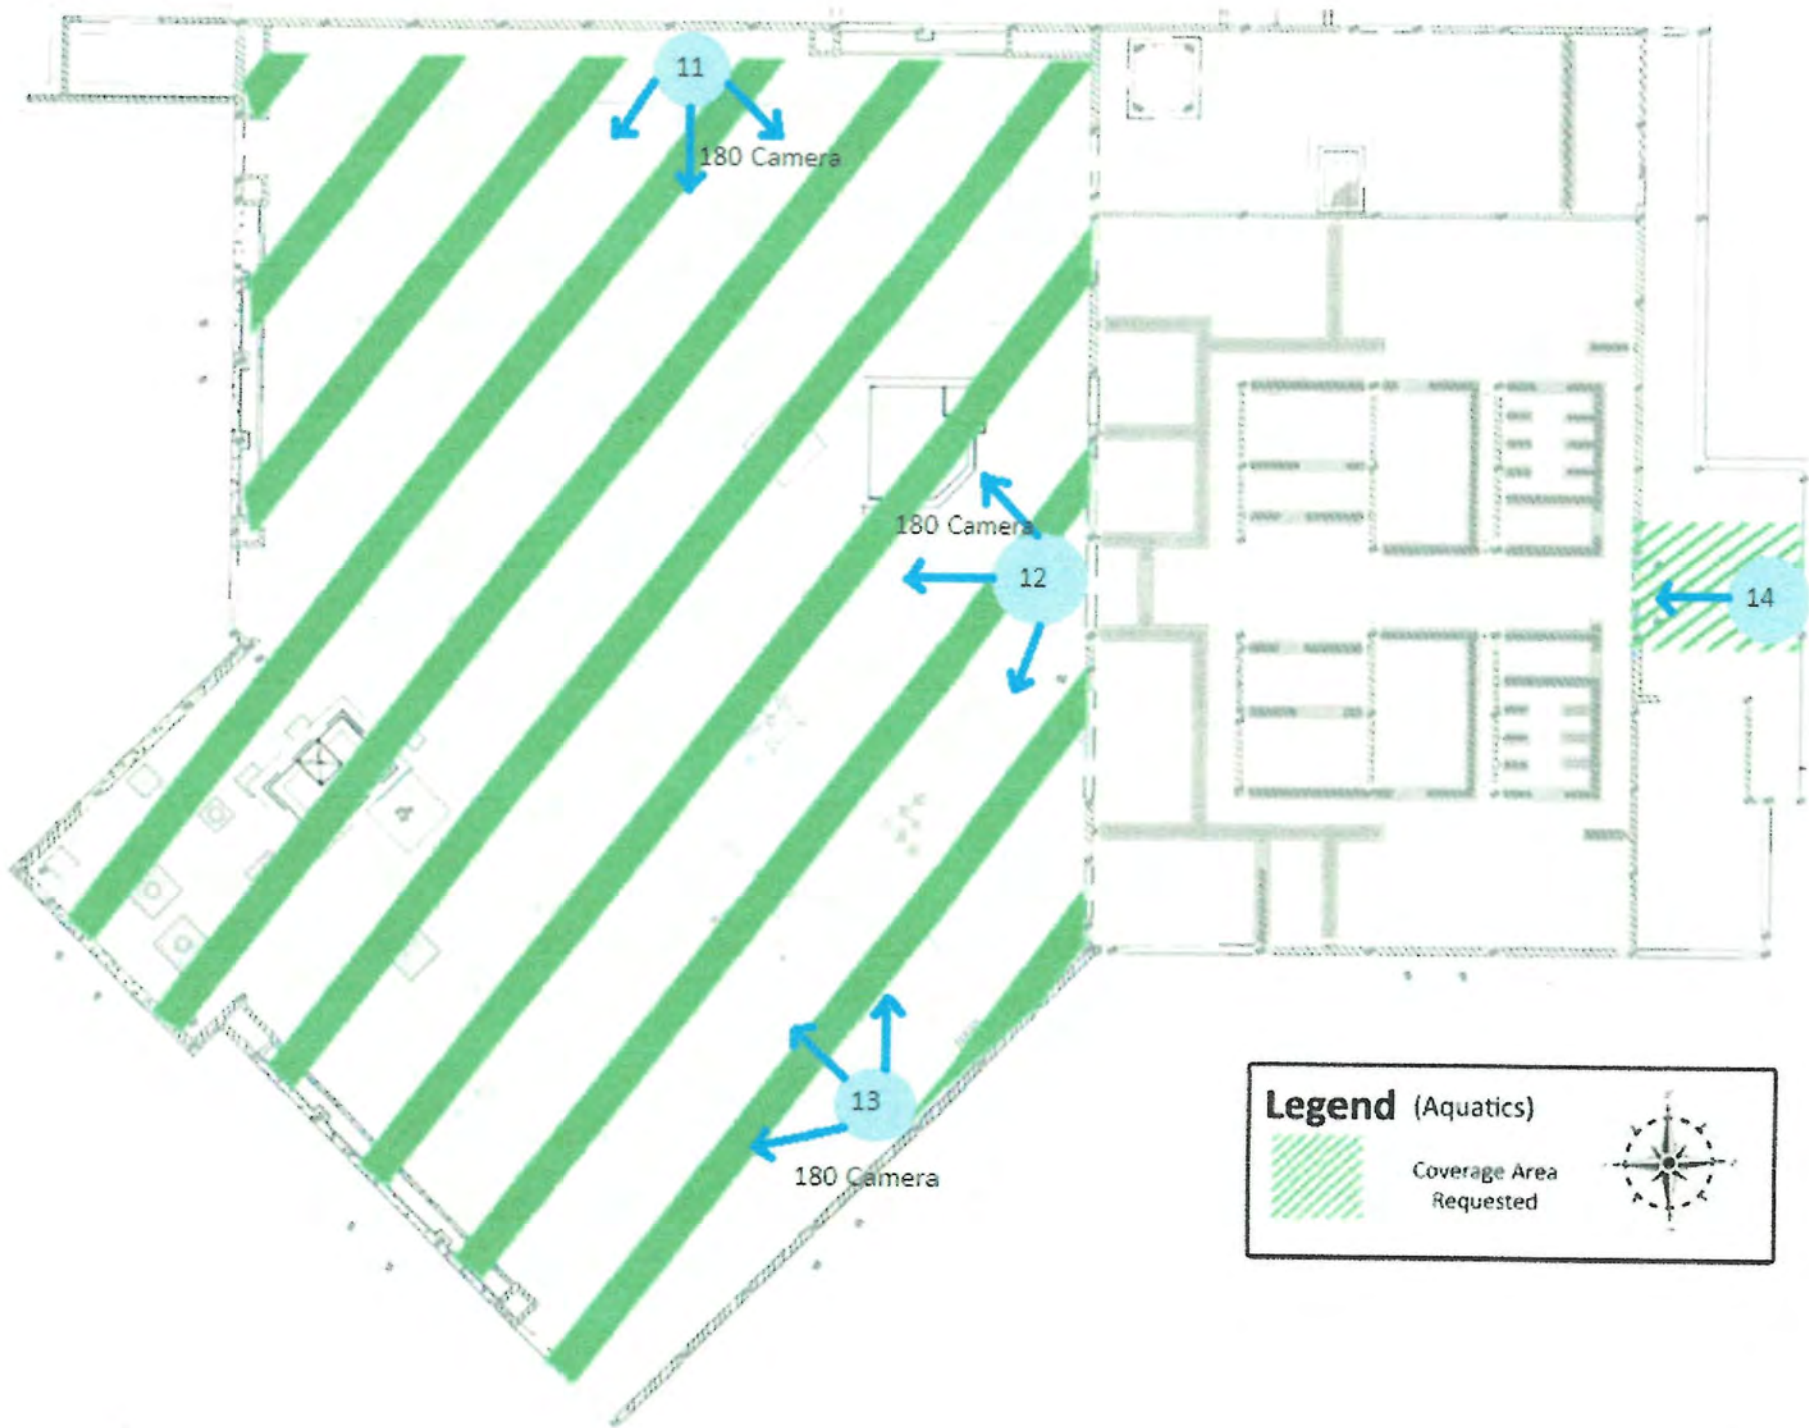 11
180 Camera
180 Camera
12
14
13
180 Camera
Legend (Aquatics)
Coverage Area
Requested